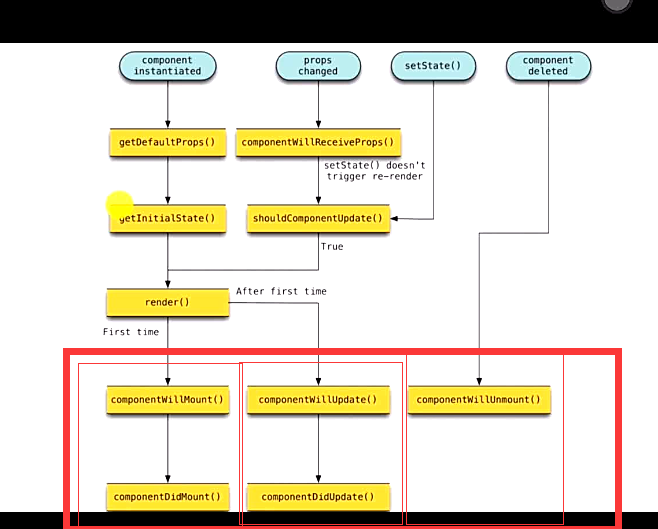 component
instantiated
props
changed
setState()
component
deleted
getDefaultProps()
componentWillReceiveProps()
setState() doesn't
trigger re-render
getInitialState()
shouldComponentUpdate()
True
render()
After first time
First time
componentWillMount()
componentWillUpdate()
componentWillUnmount()
componentDidMount()
componentDidUpdate()